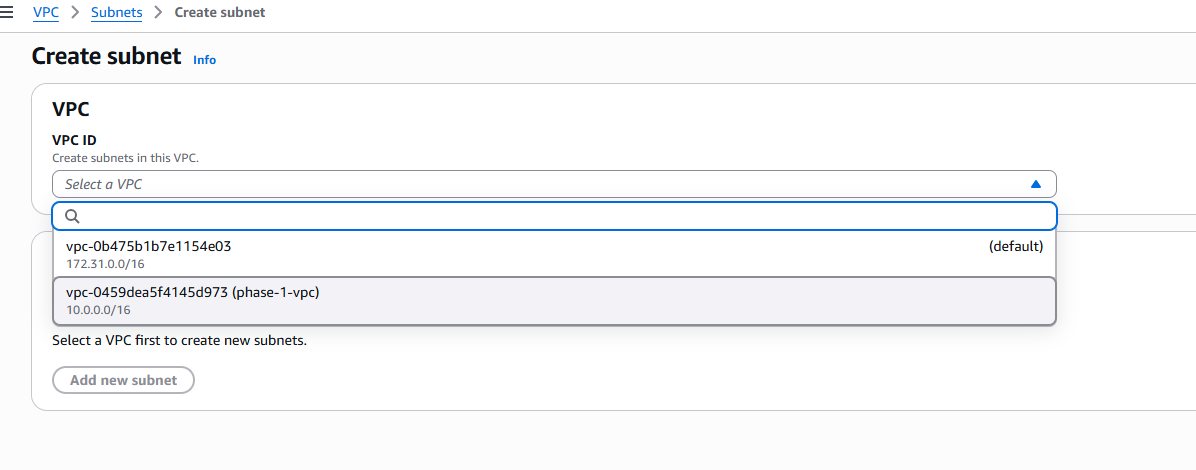 VPC > Subnets > Create subnet
Create subnet Info
VPC
VPC ID
Create subnets in this VPC.
Select a VPC
vpc-0b475b1b7e1154e03 (default)
172.31.0.0/16
vpc-0459dea5f4145d973 (phase-1-vpc)
10.0.0.0/16
Select a VPC first to create new subnets.
Add new subnet